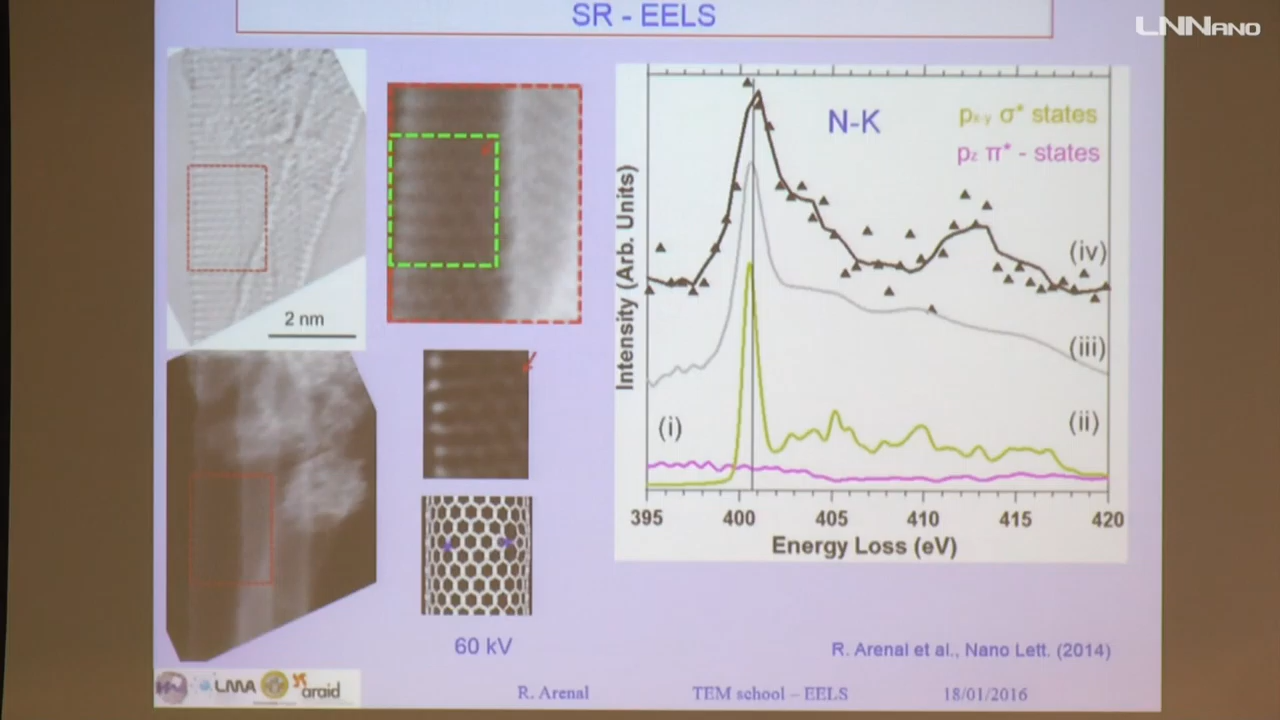 SR - EELS
LNNano
2 nm
60 kV
N-K
px-y σ* states
pz π* - states
(iv)
(iii)
(i)
(ii)
Intensity (Arb. Units)
395 400 405 410 415 420
Energy Loss (eV)
R. Arenal et al., Nano Lett. (2014)
LMA
araid
R. Arenal
TEM school – EELS
18/01/2016